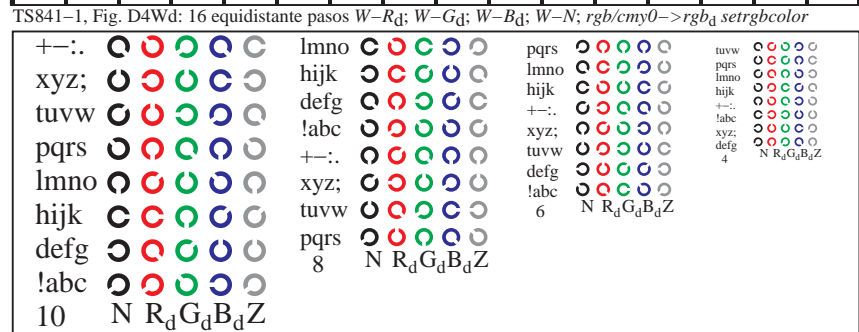 TS841–1, Fig. D4Wd: 16 equidistante pasos W–Rd; W–Gd; W–Bd; W–N; rgb/cmy0–>rgbd setrgbcolor
+–:.
xyz;
tuvw
pqrs
lmno
hijk
defg
!abc
10 N RdGdBdZ
lmno
hijk
defg
!abc
+–:.
xyz;
tuvw
pqrs
8 N RdGdBdZ
pqrs
lmno
hijk
+–:.
xyz;
tuvw
defg
!abc
6 N RdGdBdZ
tuvw
pqrs
lmno
hijk
+–:.
!abc
xyz;
defg
4 N RdGdBdZ